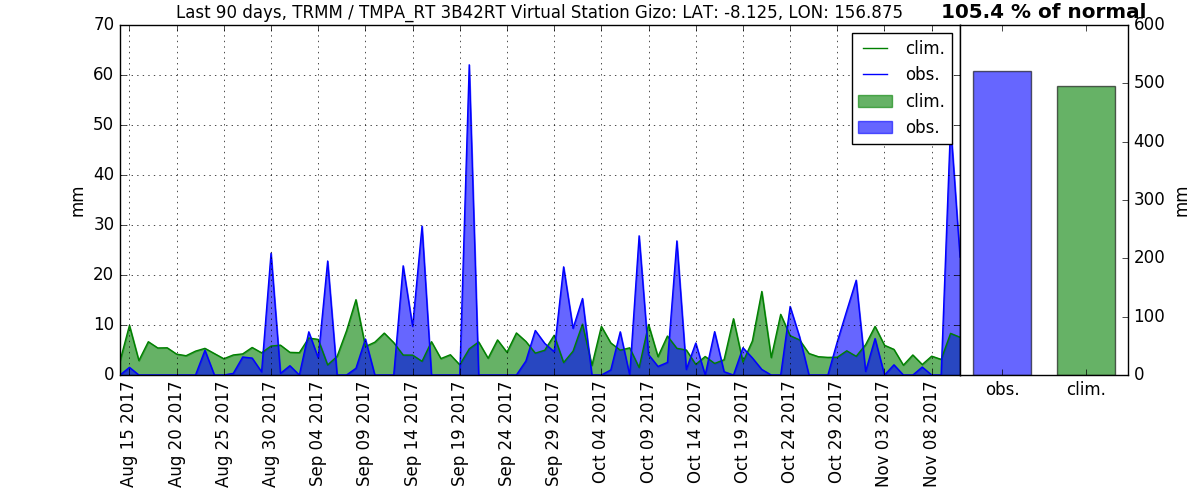 Last 90 days, TRMM / TMPA_RT 3B42RT Virtual Station Gizo: LAT: -8.125, LON: 156.875
105.4 % of normal
70
60
50
40
30
20
10
0
mm
clim.
obs.
clim.
obs.
Aug 15 2017
Aug 20 2017
Aug 25 2017
Aug 30 2017
Sep 04 2017
Sep 09 2017
Sep 14 2017
Sep 19 2017
Sep 24 2017
Sep 29 2017
Oct 04 2017
Oct 09 2017
Oct 14 2017
Oct 19 2017
Oct 24 2017
Oct 29 2017
Nov 03 2017
Nov 08 2017
600
500
400
300
200
100
0
mm
obs.
clim.